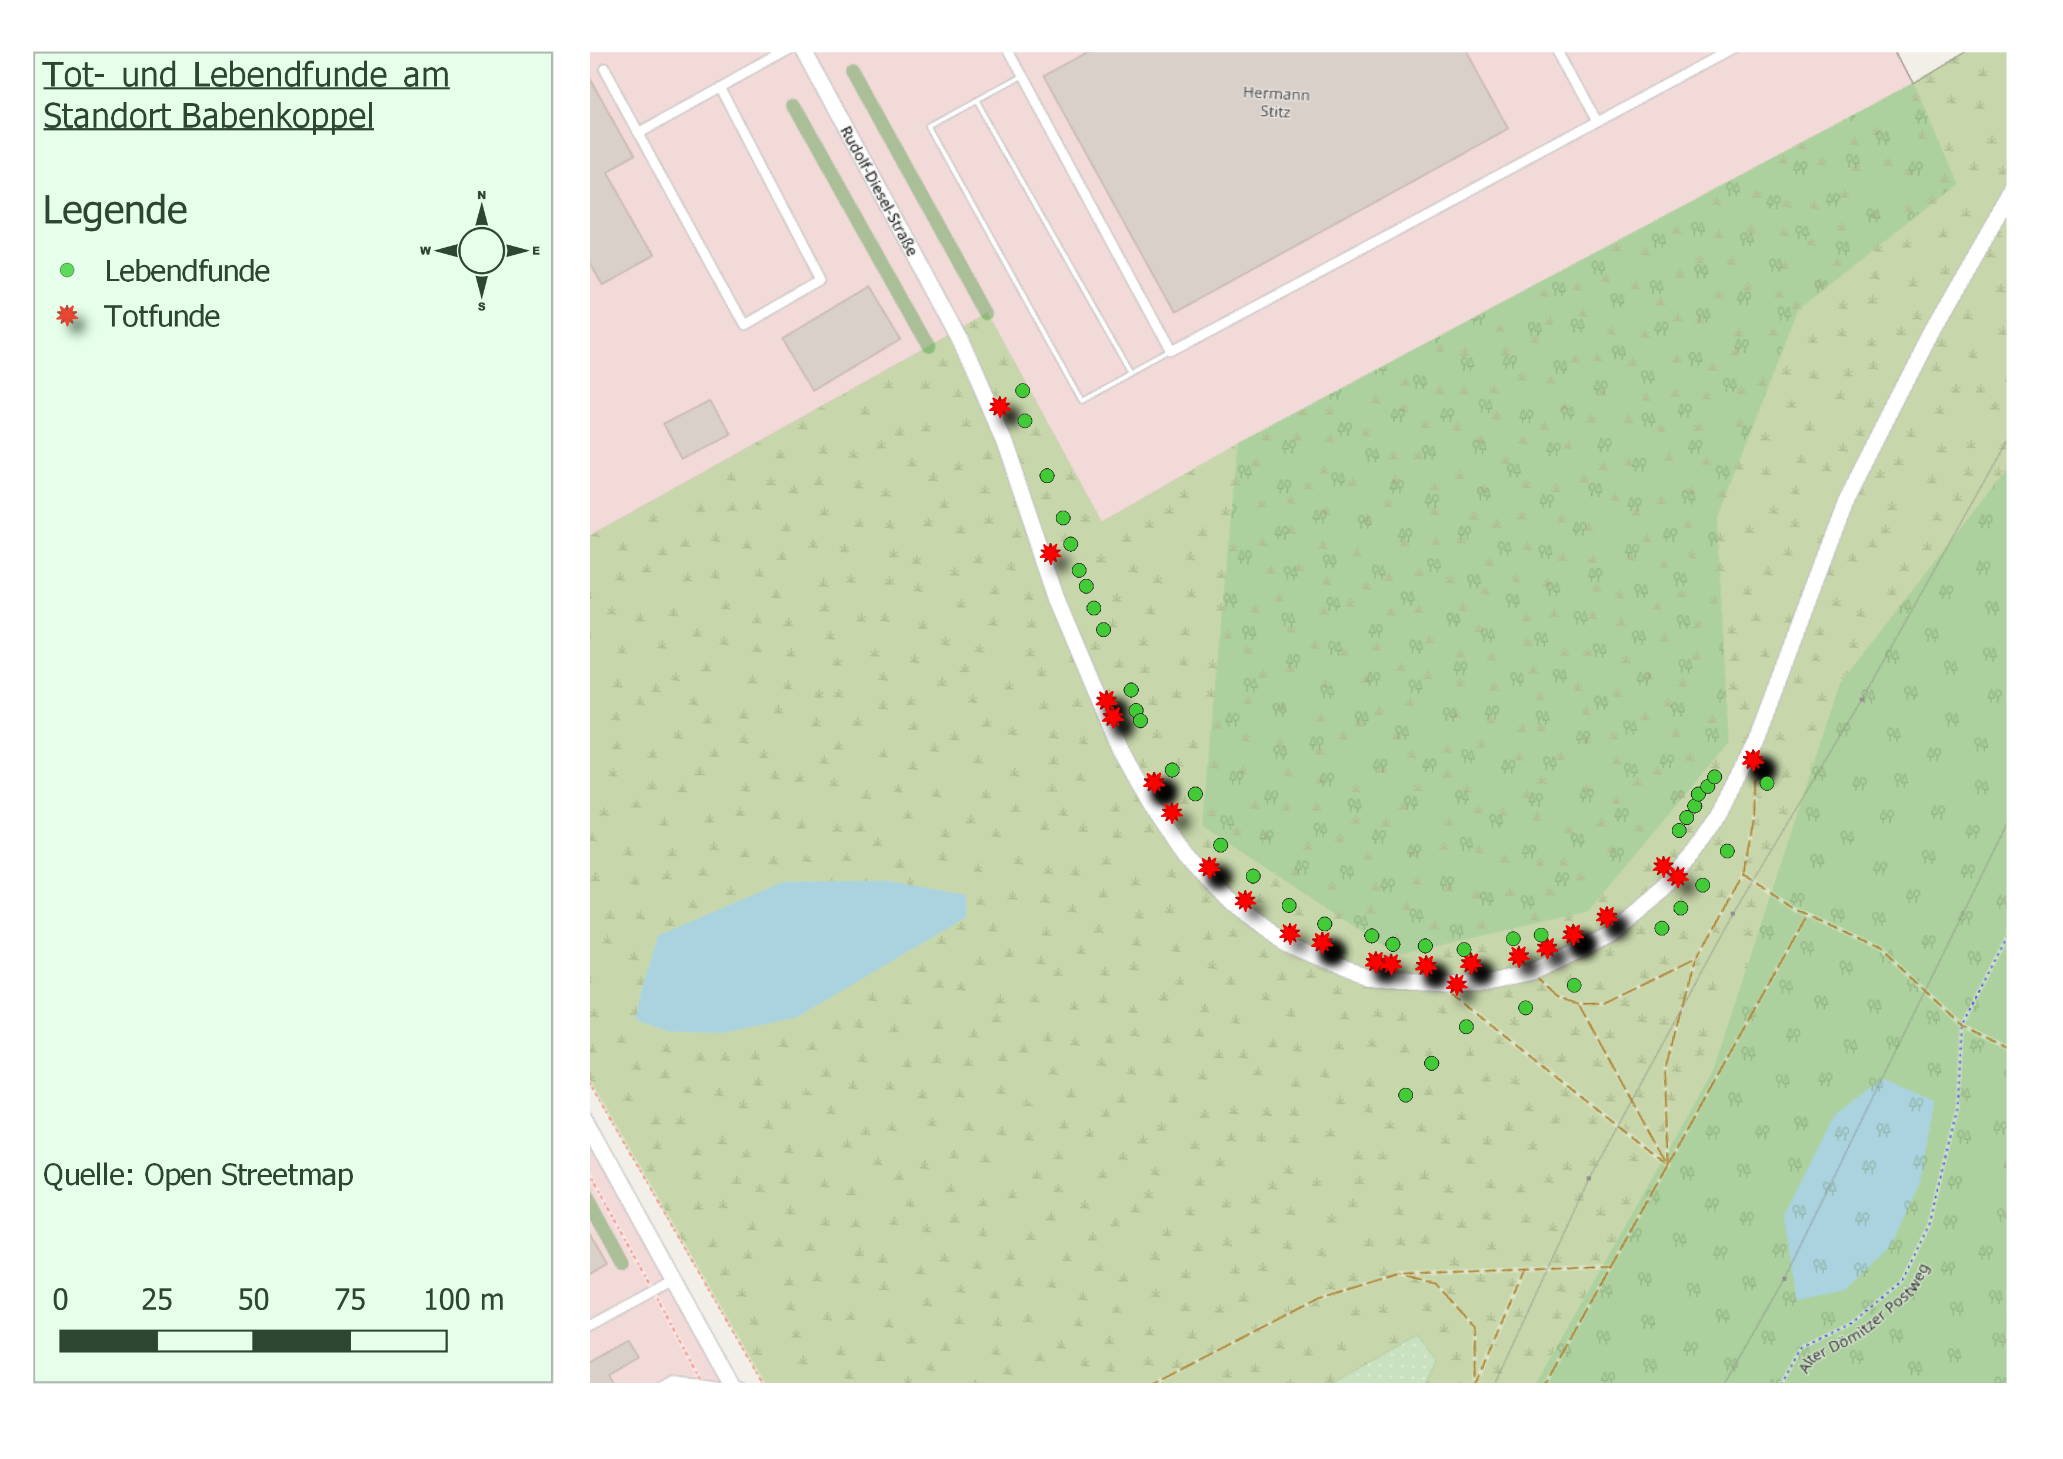 Tot- und Lebendfunde am
Standort Babenkoppel
Legende
N
W
E
S
Lebendfunde
Totfunde
Quelle: Open Streetmap
0 25 50 75 100 m
Hermann
Stitz
Rudolf-Diesel-Straße
Alter Dömitzer Postweg